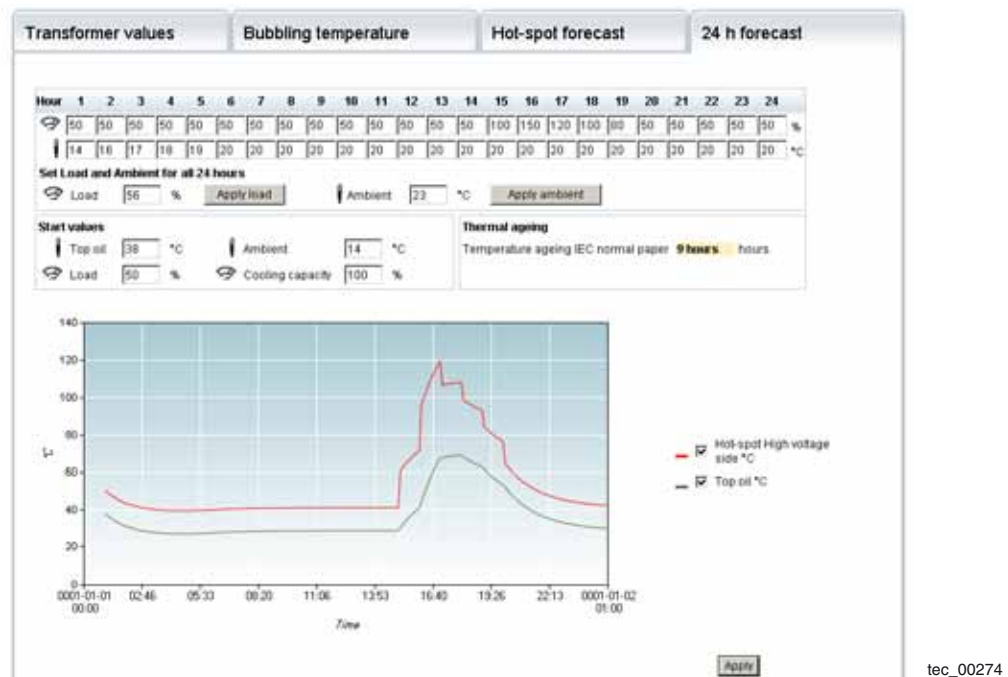 Transformer values Bubbling temperature Hot-spot forecast 24 h forecast
Hour 1 2 3 4 5 6 7 8 9 10 11 12 13 14 15 16 17 18 19 20 21 22 23 24
50 50 50 50 50 50 50 50 50 50 50 50 50 50 100 150 120 100 80 50 50 50 50 50 %
14 16 17 18 19 20 20 20 20 20 20 20 20 20 20 20 20 20 20 20 20 20 20 20 °C
Set Load and Ambient for all 24 hours
Load 56 % Apply load Ambient 23 °C Apply ambient
Start values Thermal ageing
Top oil 38 °C Ambient 14 °C Temperature ageing IEC normal paper 9 hours hours
Load 50 % Cooling capacity 100 %
140
120
100
80
60
40
20
0
°C
Hot-spot High voltage
side °C
Top oil °C
0001-01-01 02:46 05:33 08:20 11:06 13:53 16:40 19:26 22:13 0001-01-02
00:00 01:00
Time
Apply
tec_00274